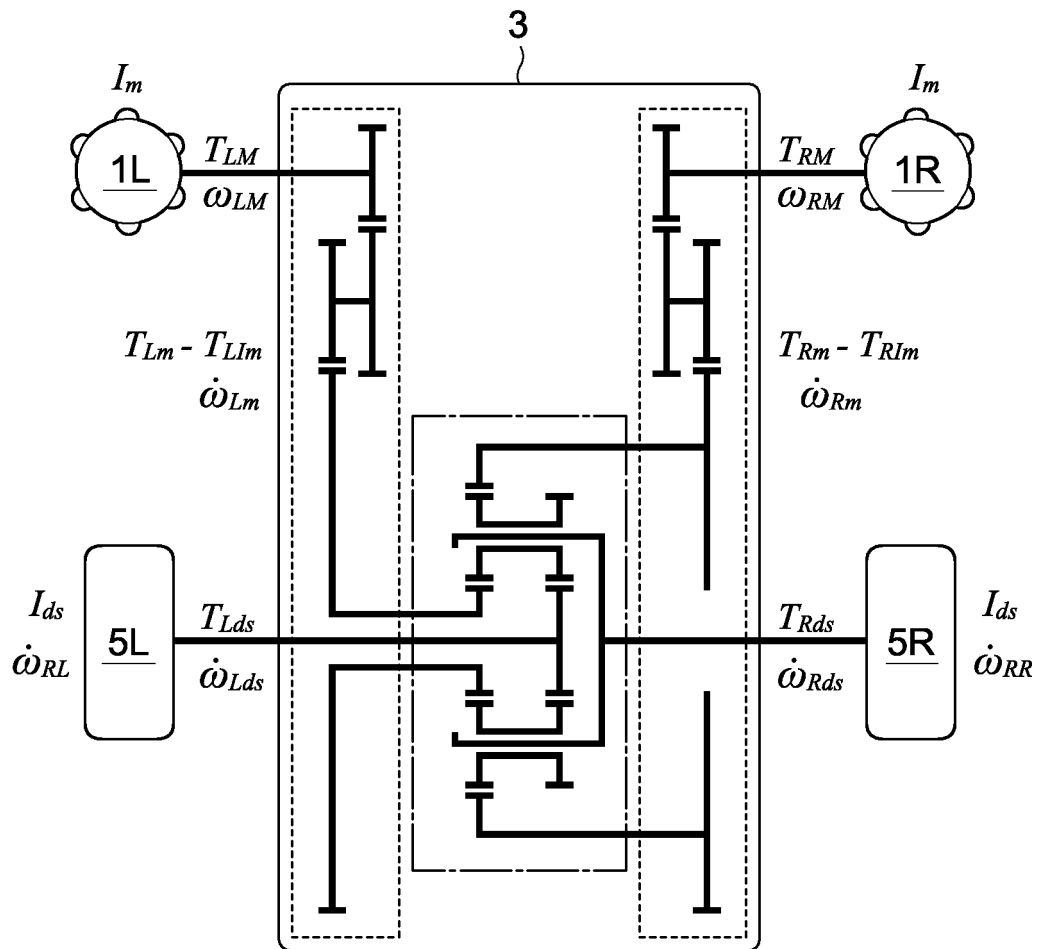 3
I_m I_m
1L T_LM T_RM 1R
ω_LM ω_RM
T_Lm - T_LIm T_Rm - T_RIm
ω̇_Lm ω̇_Rm
I_ds T_Lds T_Rds I_ds
5L 5R
ω̇_RL ω̇_Lds ω̇_Rds ω̇_RR